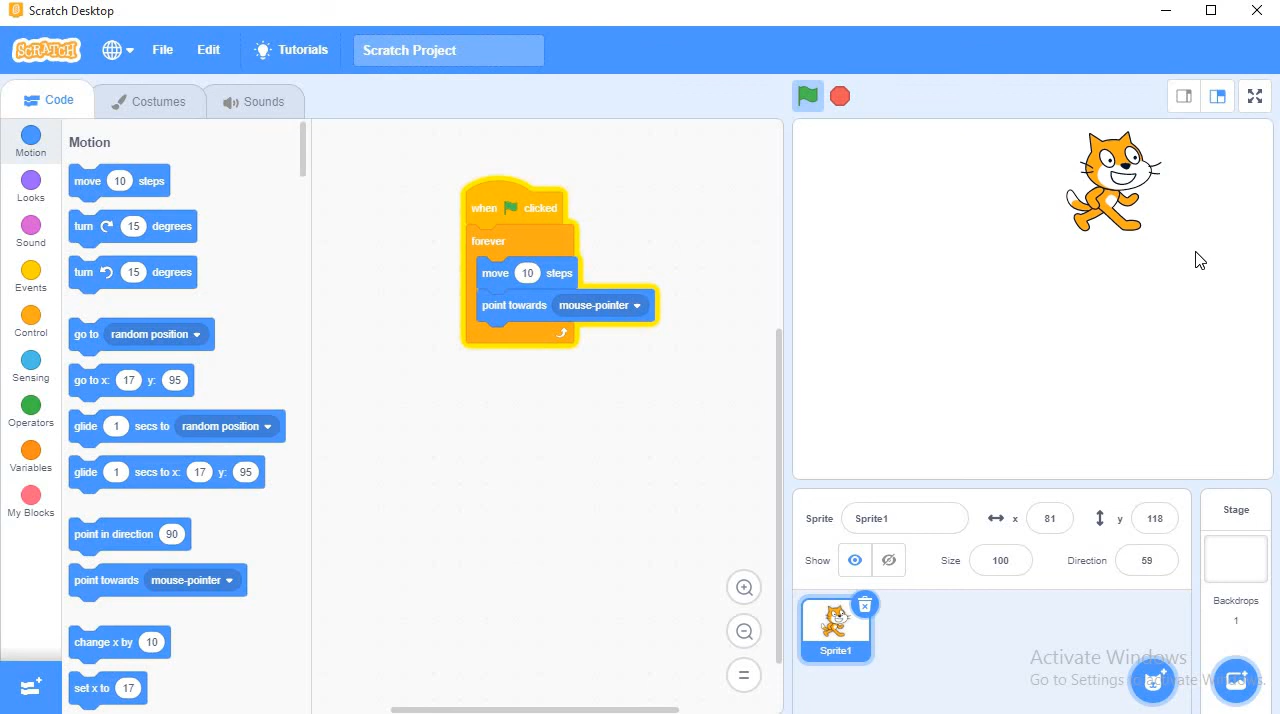 Scratch Desktop
SCRATCH
File Edit Tutorials Scratch Project
Code Costumes Sounds
Motion
Looks
Sound
Events
Control
Sensing
Operators
Variables
My Blocks
Motion
move 10 steps
turn 15 degrees
turn 15 degrees
go to random position
go to x: 17 y: 95
glide 1 secs to random position
glide 1 secs to x: 17 y: 95
point in direction 90
point towards mouse-pointer
change x by 10
set x to 17
when clicked
forever
move 10 steps
point towards mouse-pointer
Sprite Sprite1 x 81 y 118
Show Size 100 Direction 59
Sprite1
Stage
Backdrops
1
Activate Windows
Go to Settings to activate Windows.